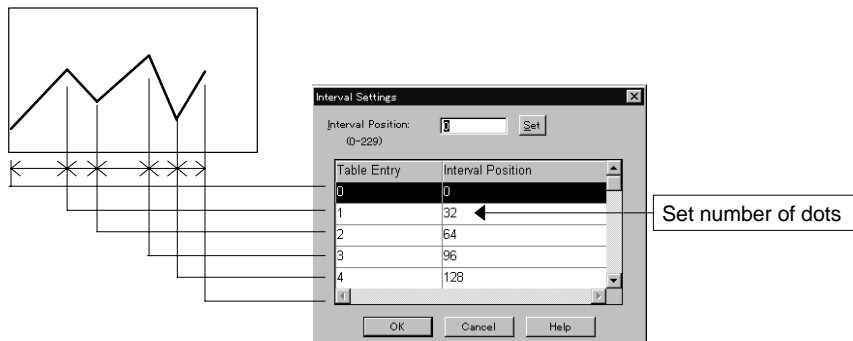 Interval Settings
Interval Position:
0
Set
(0-229)
Table Entry Interval Position
0 0
1 32
2 64
3 96
4 128
OK Cancel Help
Set number of dots